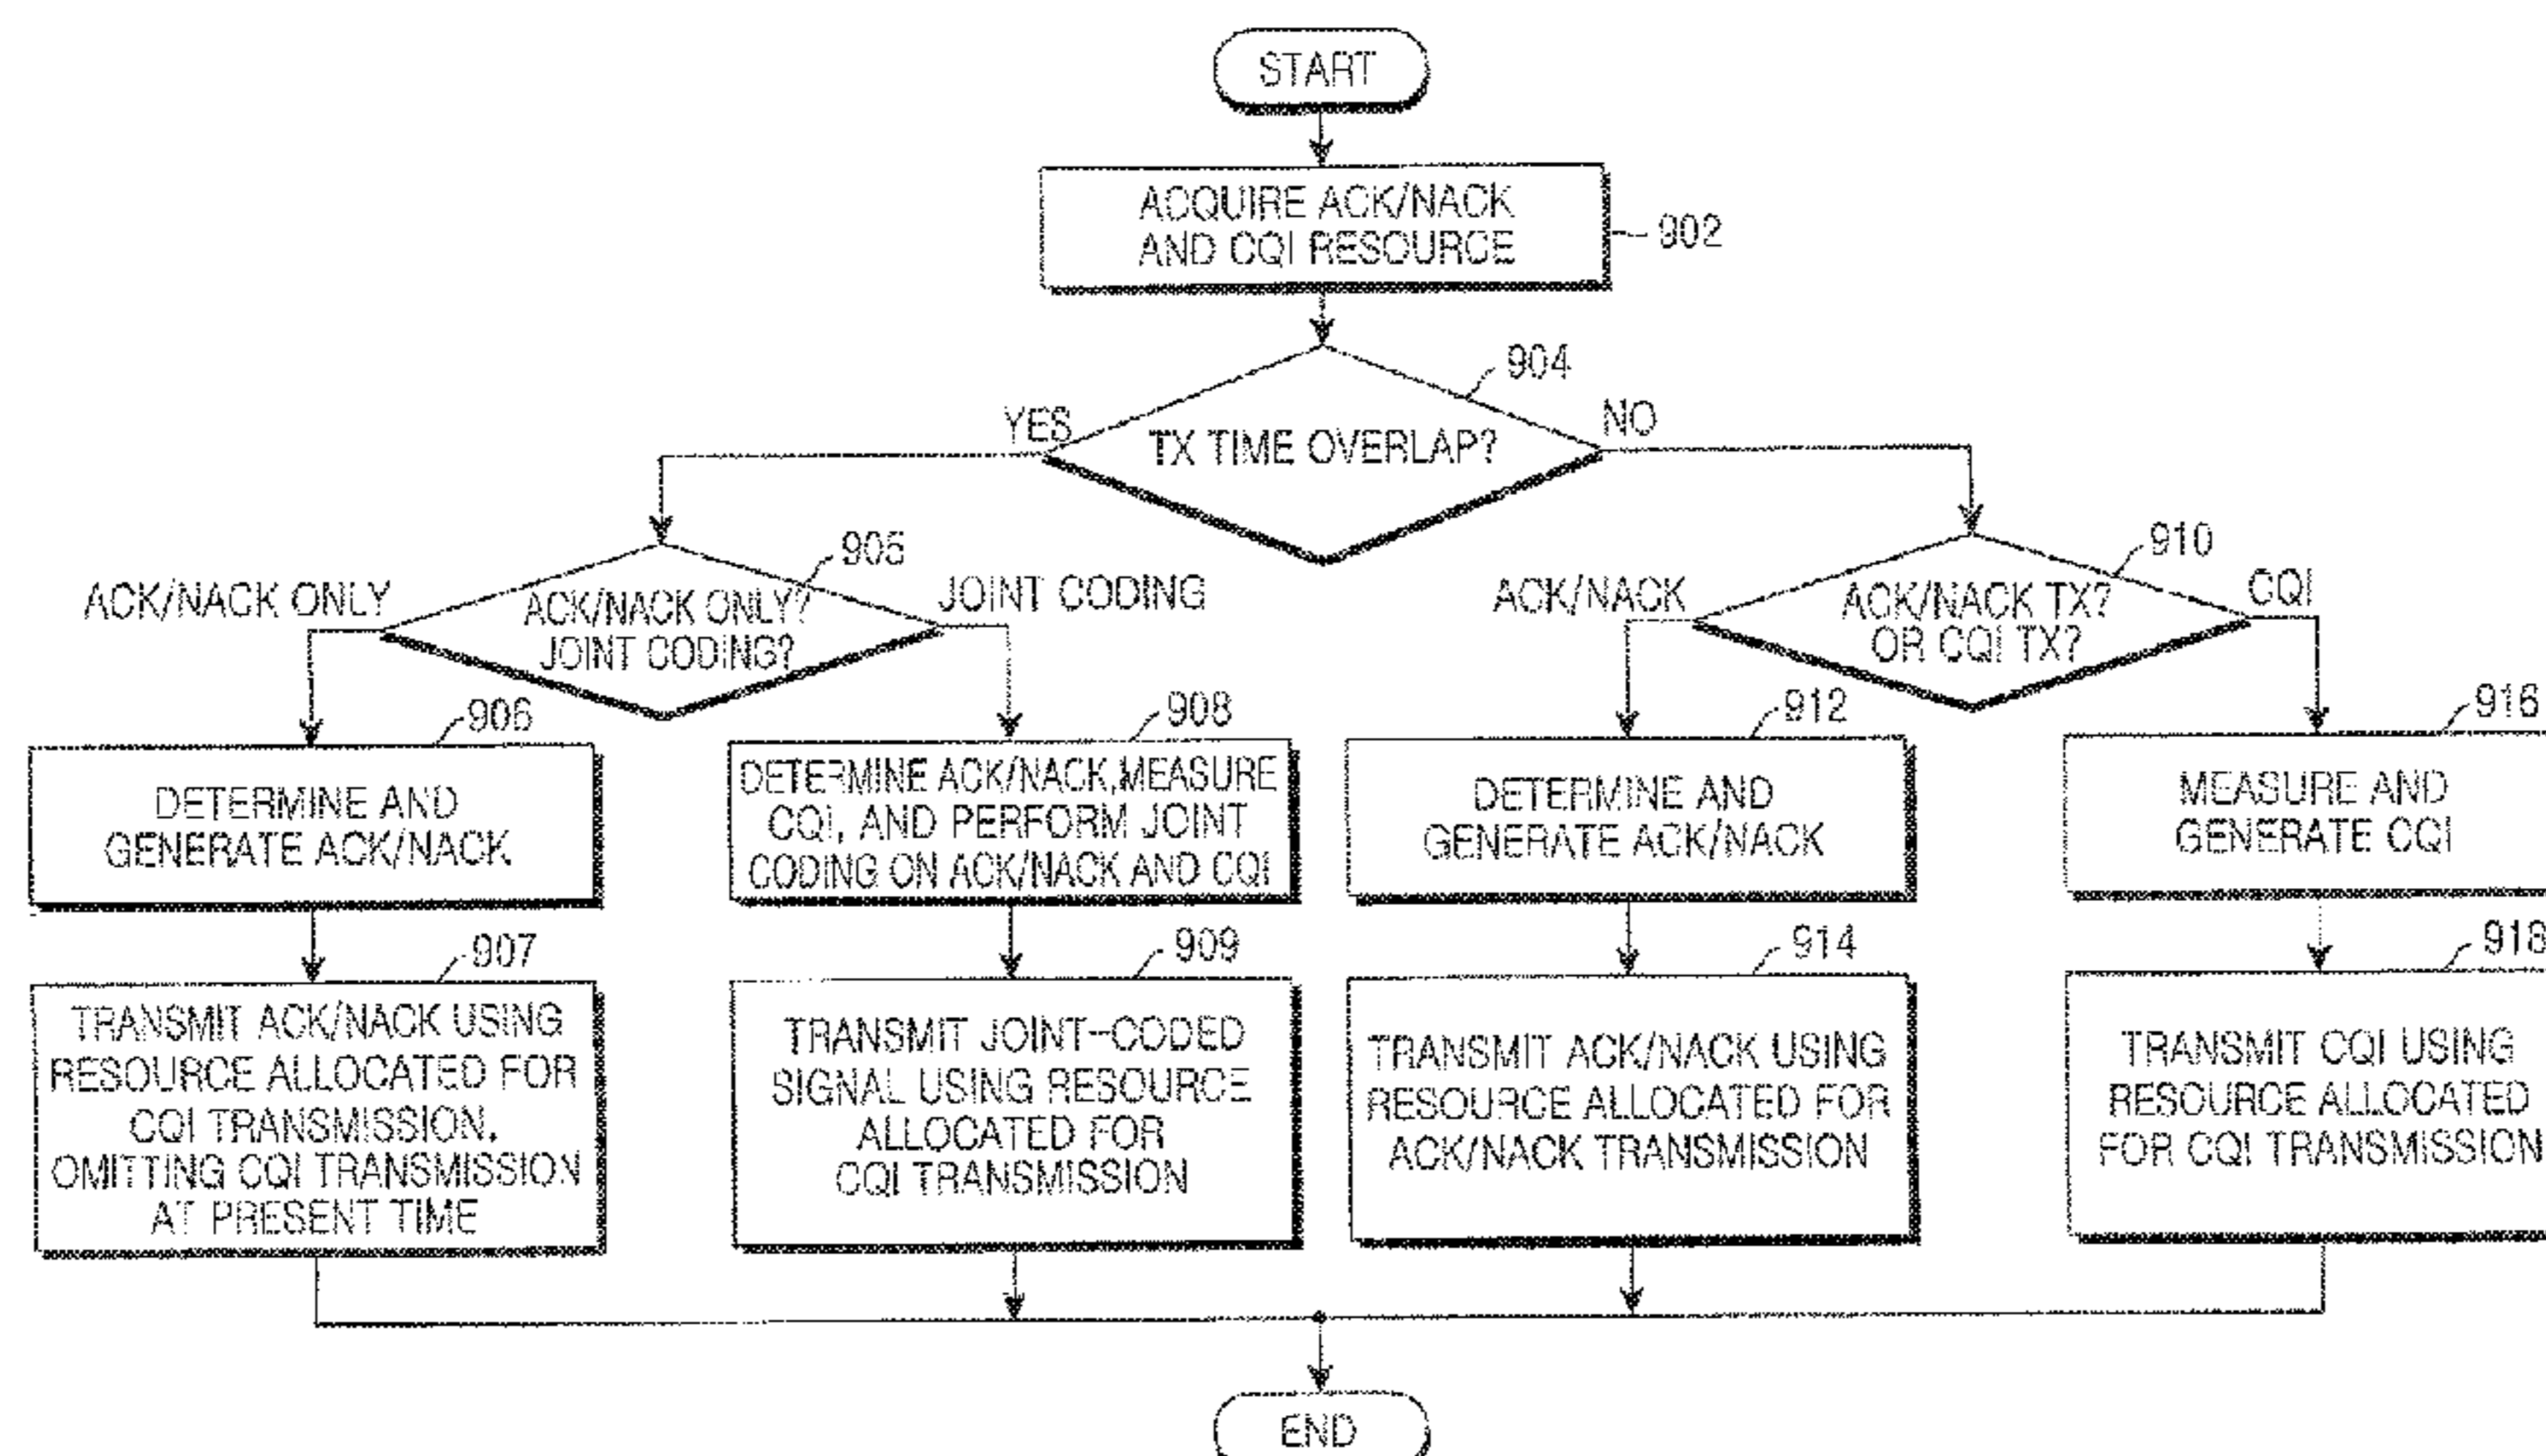 START
ACQUIRE ACK/NACK
AND CQI RESOURCE
902
904
YES
TX TIME OVERLAP?
NO
905
ACK/NACK ONLY
ACK/NACK ONLY?
JOINT CODING?
JOINT CODING
910
ACK/NACK
ACK/NACK TX?
OR CQI TX?
CQI
906
DETERMINE AND
GENERATE ACK/NACK
908
DETERMINE ACK/NACK,MEASURE
CQI, AND PERFORM JOINT
CODING ON ACK/NACK AND CQI
912
DETERMINE AND
GENERATE ACK/NACK
916
MEASURE AND
GENERATE CQI
907
TRANSMIT ACK/NACK USING
RESOURCE ALLOCATED FOR
CQI TRANSMISSION,
OMITTING CQI TRANSMISSION
AT PRESENT TIME
909
TRANSMIT JOINT-CODED
SIGNAL USING RESOURCE
ALLOCATED FOR
CQI TRANSMISSION
914
TRANSMIT ACK/NACK USING
RESOURCE ALLOCATED FOR
ACK/NACK TRANSMISSION
918
TRANSMIT CQI USING
RESOURCE ALLOCATED
FOR CQI TRANSMISSION
END